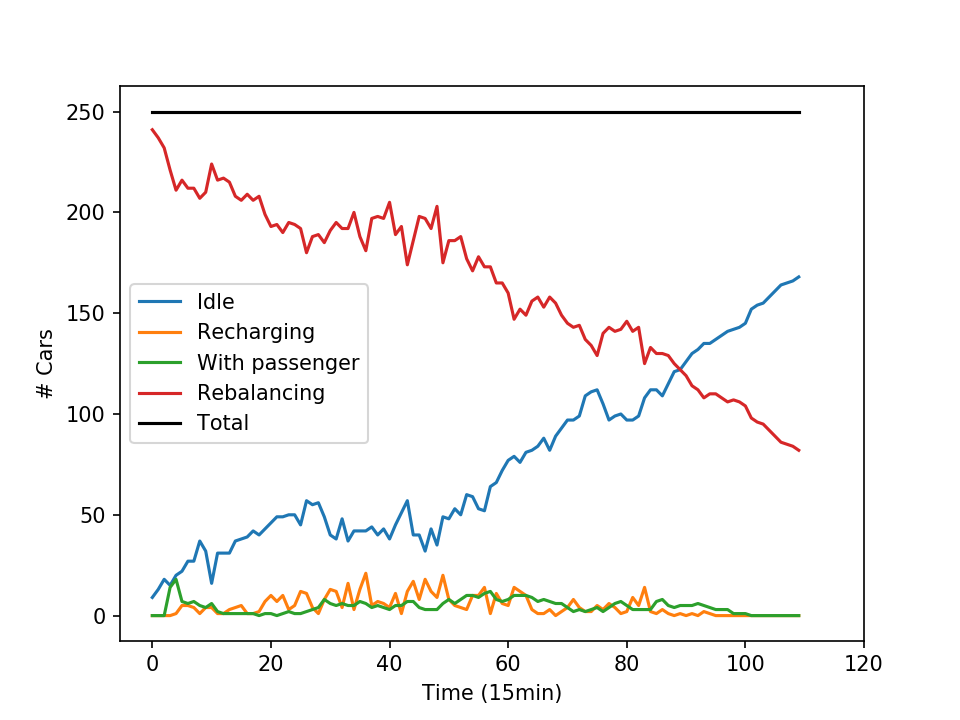 250
200
150
100
50
0
# Cars
Idle
Recharging
With passenger
Rebalancing
Total
0 20 40 60 80 100 120
Time (15min)